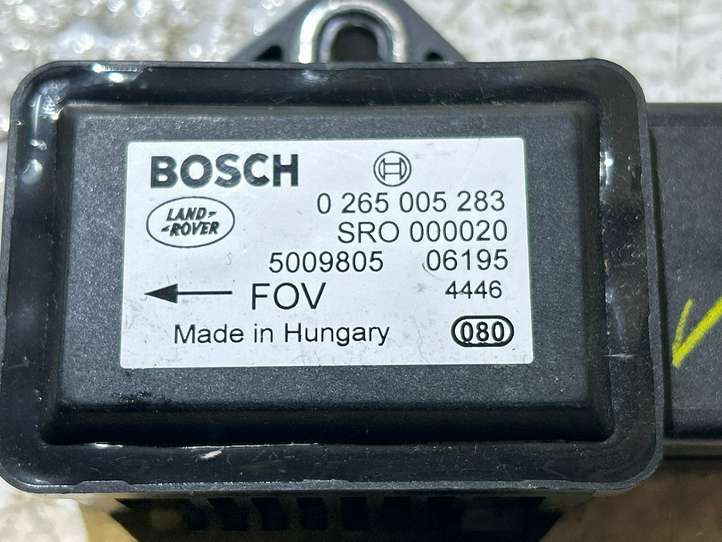 BOSCH
LAND-
-ROVER
0 265 005 283
SRO 000020
5009805 06195
FOV 4446
Made in Hungary 080